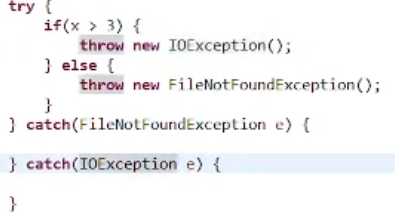 try {
if(x > 3) {
throw new IOException();
} else {
throw new FileNotFoundException();
}
} catch(FileNotFoundException e) {
} catch(IOException e) {
}